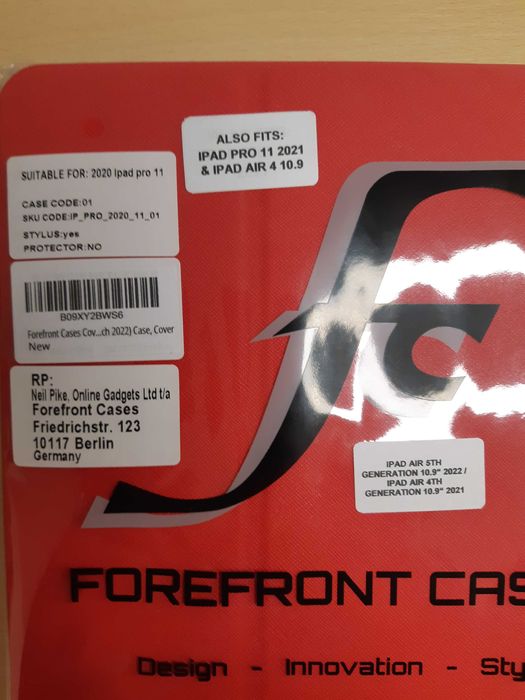 ALSO FITS:
IPAD PRO 11 2021
& IPAD AIR 4 10.9
SUITABLE FOR: 2020 Ipad pro 11
CASE CODE:01
SKU CODE:IP_PRO_2020_11_01
STYLUS:yes
PROTECTOR:NO
B09XY2BWS6
Forefront Cases Cov...ch 2022) Case, Cover
New
RP:
Neil Pike, Online Gadgets Ltd t/a
Forefront Cases
Friedrichstr. 123
10117 Berlin
Germany
fc
IPAD AIR 5TH
GENERATION 10.9" 2022 /
IPAD AIR 4TH
GENERATION 10.9" 2021
FOREFRONT CAS
Design - Innovation - Sty